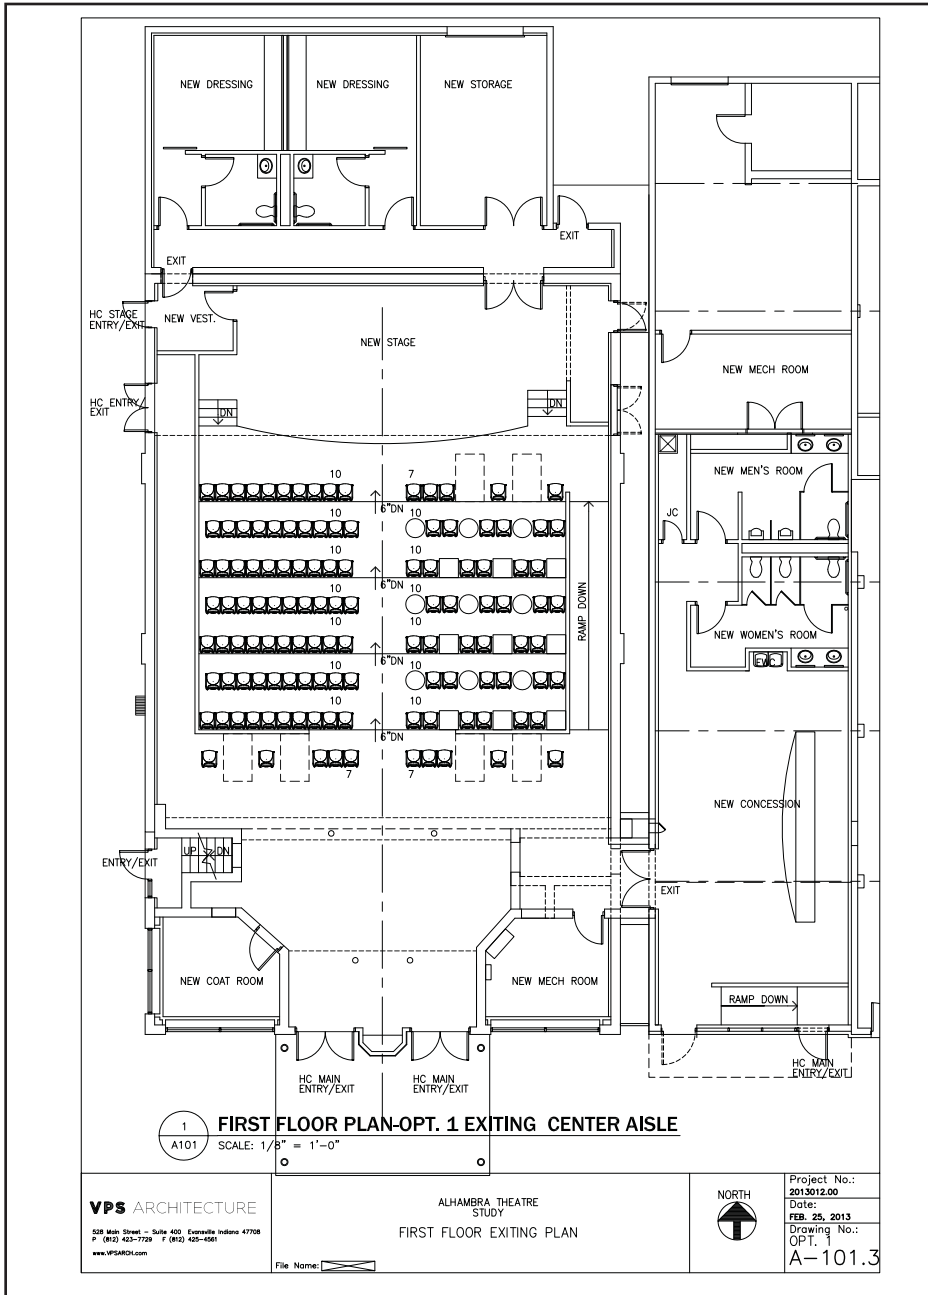 NEW DRESSING
NEW DRESSING
NEW STORAGE
EXIT
EXIT
HC STAGE
ENTRY/EXIT
NEW VEST.
NEW STAGE
NEW MECH ROOM
HC ENTRY/
EXIT
DN
DN
10
7
NEW MEN'S ROOM
6"DN
10
10
JC
10
10
6"DN
10
10
RAMP DOWN
10
10
NEW WOMEN'S ROOM
6"DN
EWC
10
10
10
10
6"DN
7
7
NEW CONCESSION
UP
DN
ENTRY/EXIT
EXIT
NEW COAT ROOM
NEW MECH ROOM
RAMP DOWN
HC MAIN
ENTRY/EXIT
HC MAIN
ENTRY/EXIT
HC MAIN
ENTRY/EXIT
1
A101
FIRST FLOOR PLAN-OPT. 1 EXITING CENTER AISLE
SCALE: 1/8" = 1'-0"
VPS ARCHITECTURE
528 Main Street - Suite 400 Evansville Indiana 47708
P (812) 423-7729 F (812) 425-4561
www.VPSARCH.com
ALHAMBRA THEATRE
STUDY
FIRST FLOOR EXITING PLAN
File Name:
NORTH
Project No.:
2013012.00
Date:
FEB. 25, 2013
Drawing No.:
OPT. 1
A-101.3